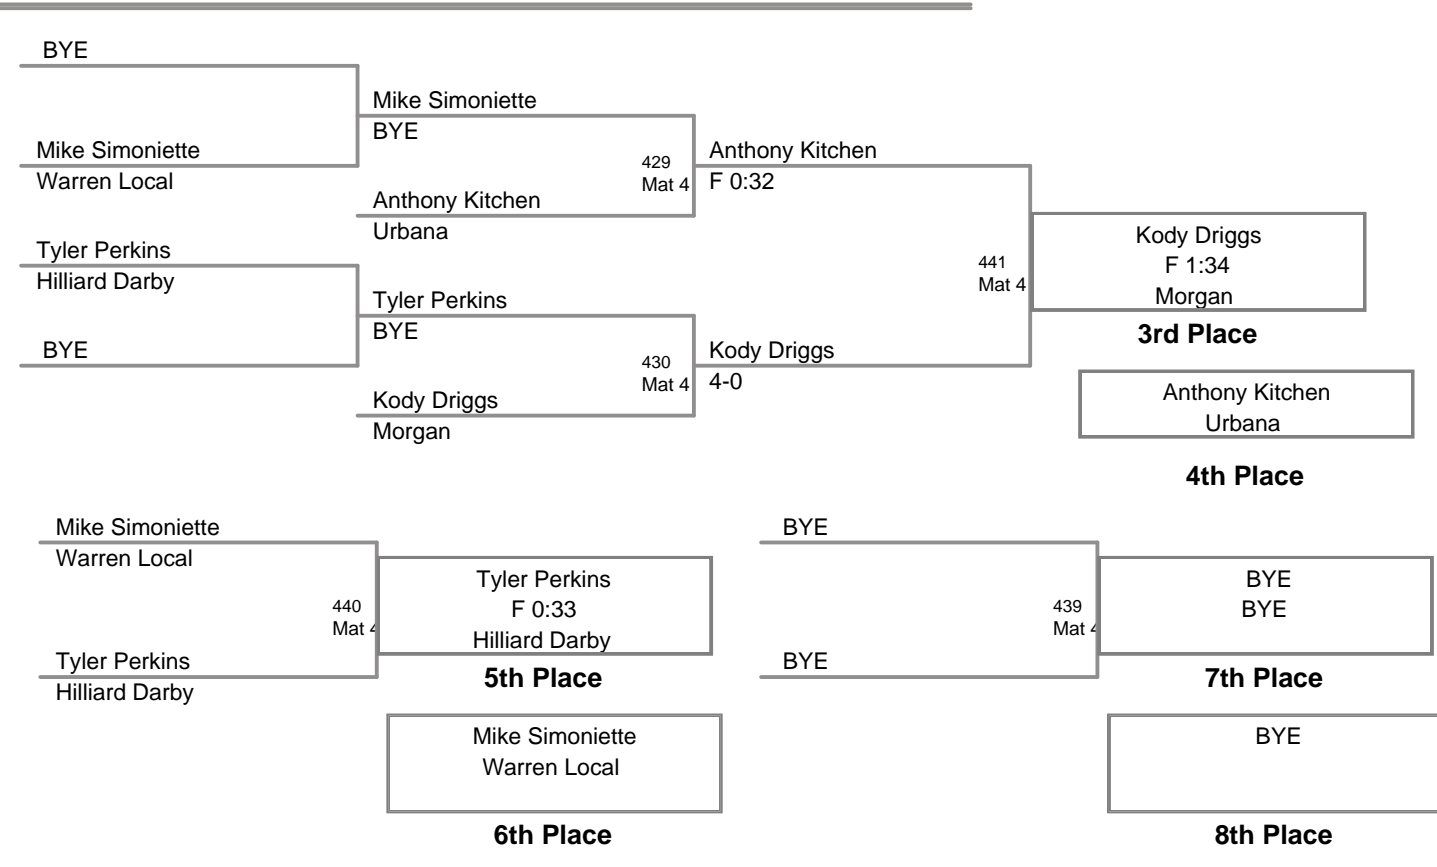 BYE
Mike Simoniette
BYE
Mike Simoniette
Warren Local
429
Mat 4
Anthony Kitchen
F 0:32
Anthony Kitchen
Urbana
Tyler Perkins
Hilliard Darby
Kody Driggs
F 1:34
Morgan
3rd Place
441
Mat 4
Tyler Perkins
BYE
BYE
430
Mat 4
Kody Driggs
4-0
Kody Driggs
Morgan
Anthony Kitchen
Urbana
4th Place
Mike Simoniette
Warren Local
440
Mat 4
Tyler Perkins
F 0:33
Hilliard Darby
5th Place
Tyler Perkins
Hilliard Darby
Mike Simoniette
Warren Local
6th Place
BYE
439
Mat 4
BYE
BYE
7th Place
BYE
BYE
8th Place